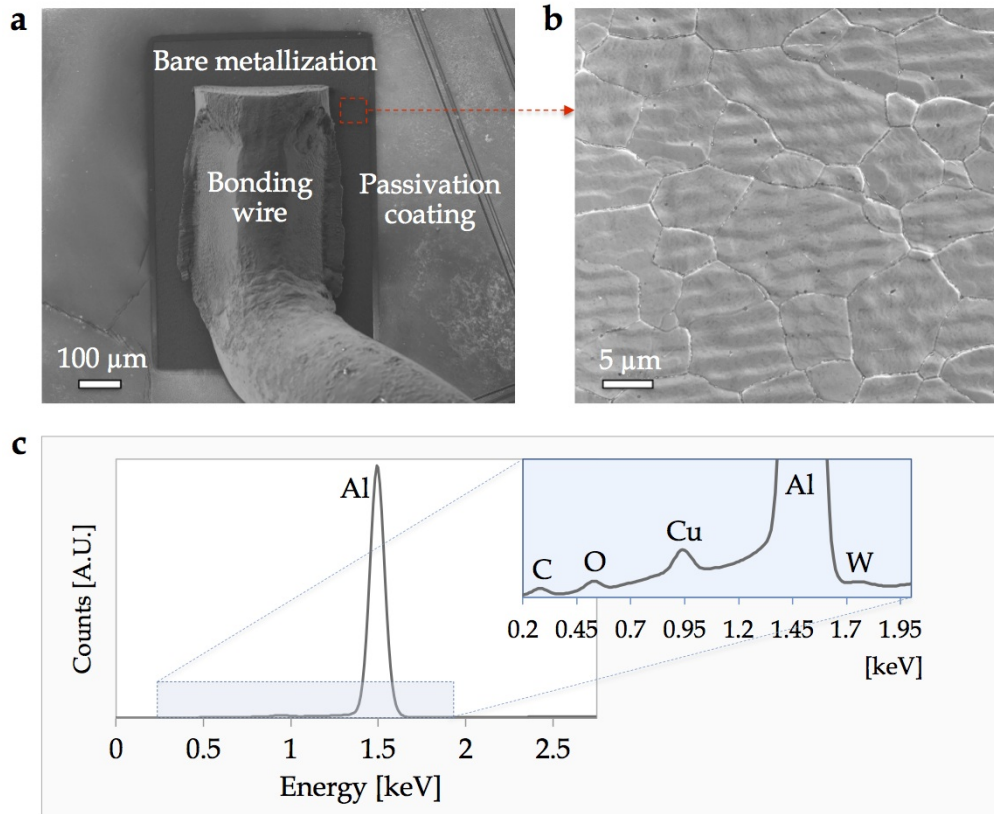 a
Bare metallization
Bonding
wire
Passivation
coating
100 µm
b
5 µm
c
Counts [A.U.]
Al
0
0.5
1
1.5
2
2.5
Energy [keV]
C
O
Cu
Al
W
0.2
0.45
0.7
0.95
1.2
1.45
1.7
1.95
[keV]